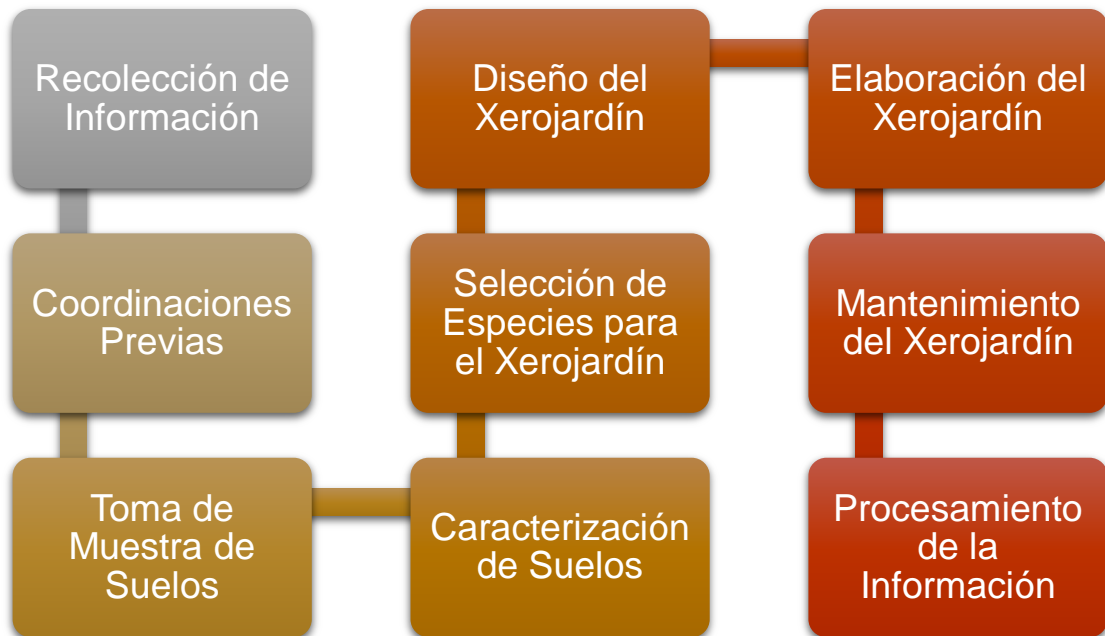 Recolección de
Información
Coordinaciones
Previas
Toma de
Muestra de
Suelos
Caracterización
de Suelos
Selección de
Especies para
el Xerojardín
Diseño del
Xerojardín
Elaboración del
Xerojardín
Mantenimiento
del Xerojardín
Procesamiento
de la
Información